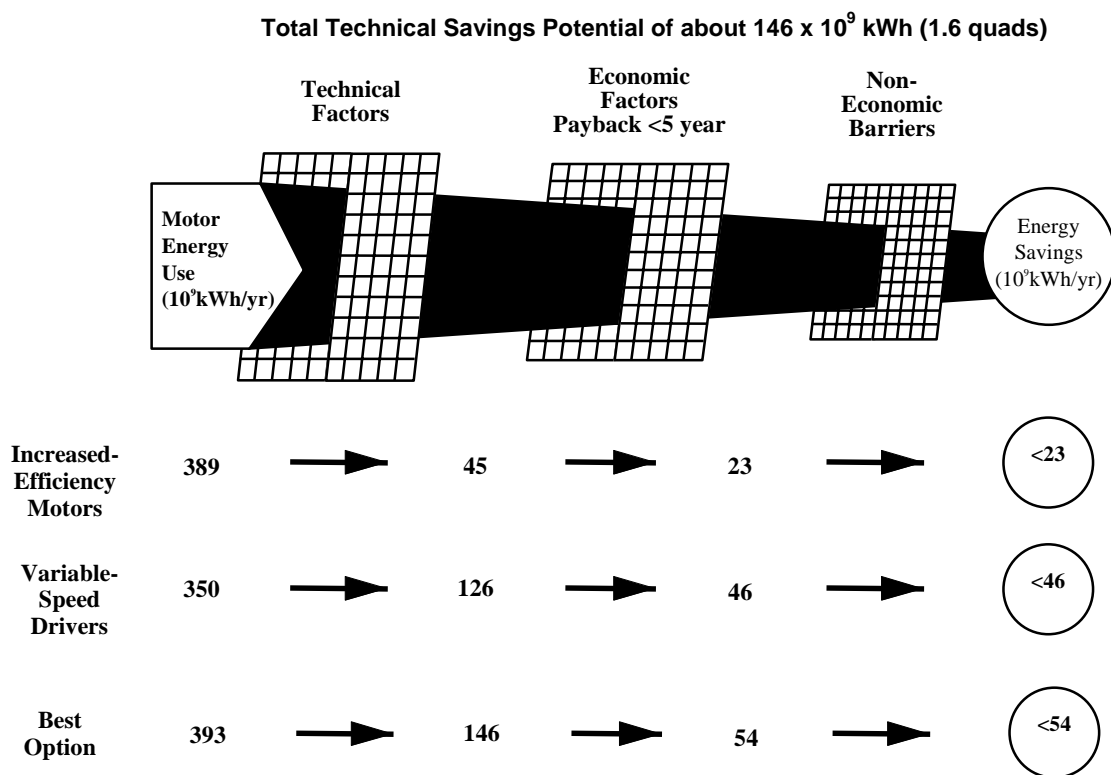 Total Technical Savings Potential of about 146 x 10⁹ kWh (1.6 quads)
Technical
Factors
Economic
Factors
Payback <5 year
Non-
Economic
Barriers
Motor
Energy
Use
(10⁹kWh/yr)
Energy
Savings
(10⁹kWh/yr)
Increased-
Efficiency
Motors
389
45
23
<23
Variable-
Speed
Drivers
350
126
46
<46
Best
Option
393
146
54
<54